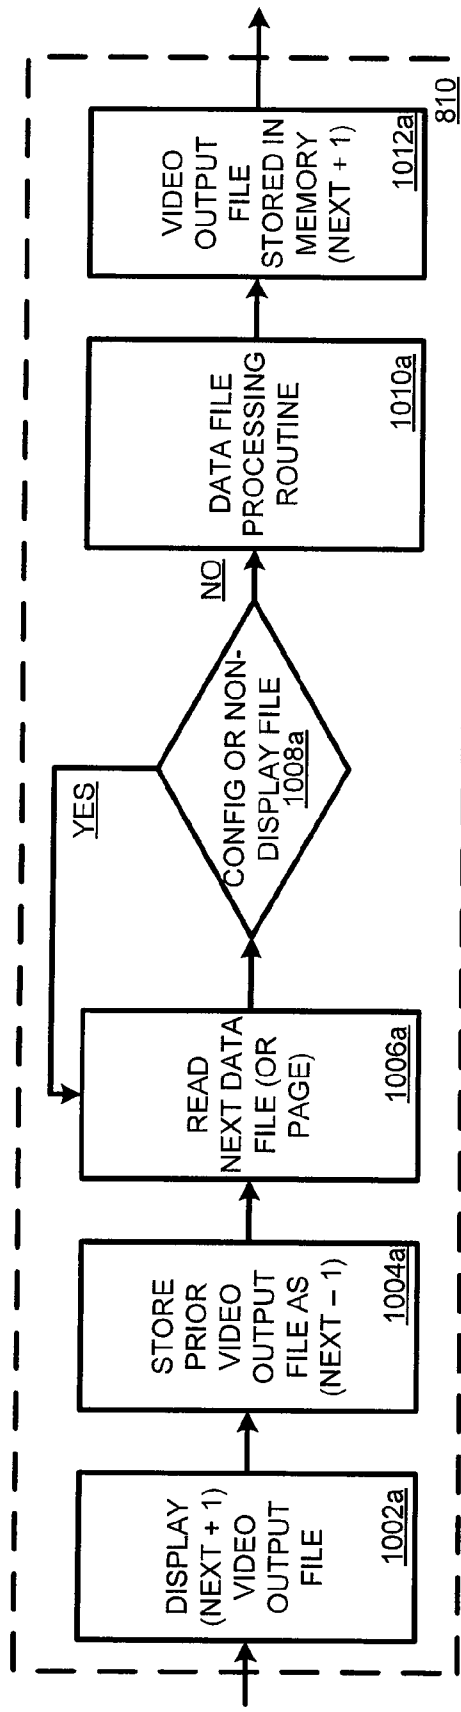 DISPLAY
(NEXT + 1)
VIDEO
OUTPUT
FILE
1002a
STORE
PRIOR
VIDEO
OUTPUT
FILE AS
(NEXT – 1)
1004a
READ
NEXT DATA
FILE (OR
PAGE)
1006a
YES
CONFIG OR NON-
DISPLAY FILE
1008a
NO
DATA FILE
PROCESSING
ROUTINE
1010a
VIDEO
OUTPUT
FILE
STORED IN
MEMORY
(NEXT + 1)
1012a
810